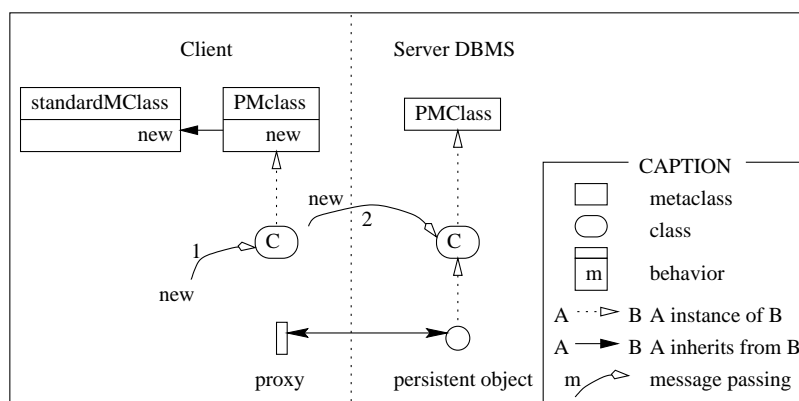 Client
Server DBMS
standardMClass
new
PMclass
new
PMClass
new
1
C
new
2
C
proxy
persistent object
CAPTION
metaclass
class
m behavior
A B A instance of B
A B A inherits from B
m message passing